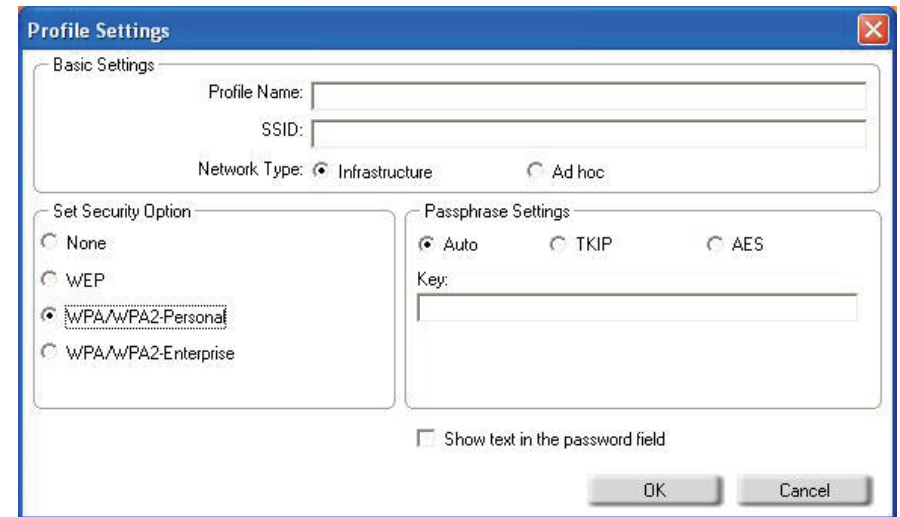 Profile Settings
Basic Settings
Profile Name:
SSID:
Network Type: Infrastructure Ad hoc
Set Security Option
None
WEP
WPA/WPA2-Personal
WPA/WPA2-Enterprise
Passphrase Settings
Auto TKIP AES
Key:
Show text in the password field
OK Cancel